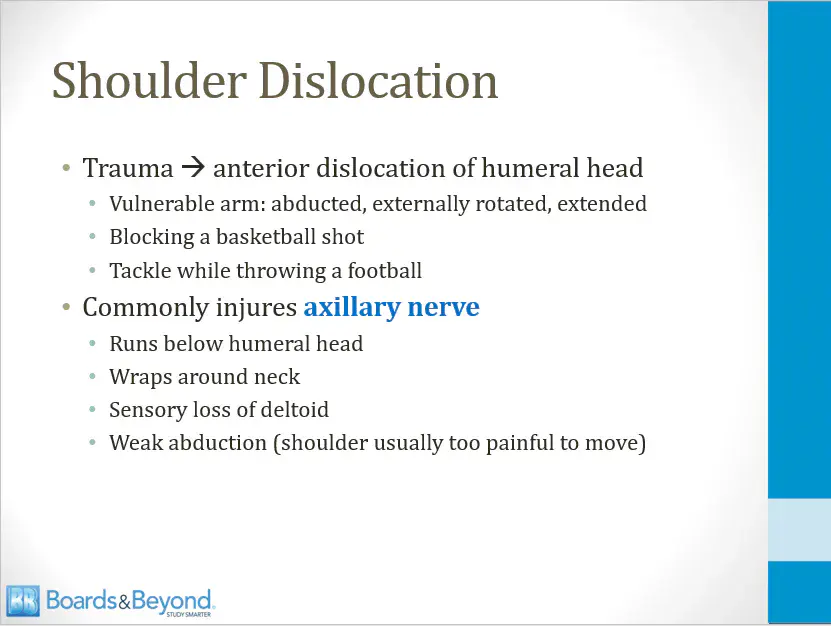 Shoulder Dislocation
• Trauma → anterior dislocation of humeral head
• Vulnerable arm: abducted, externally rotated, extended
• Blocking a basketball shot
• Tackle while throwing a football
• Commonly injures axillary nerve
• Runs below humeral head
• Wraps around neck
• Sensory loss of deltoid
• Weak abduction (shoulder usually too painful to move)
BB Boards&Beyond.
STUDY SMARTER